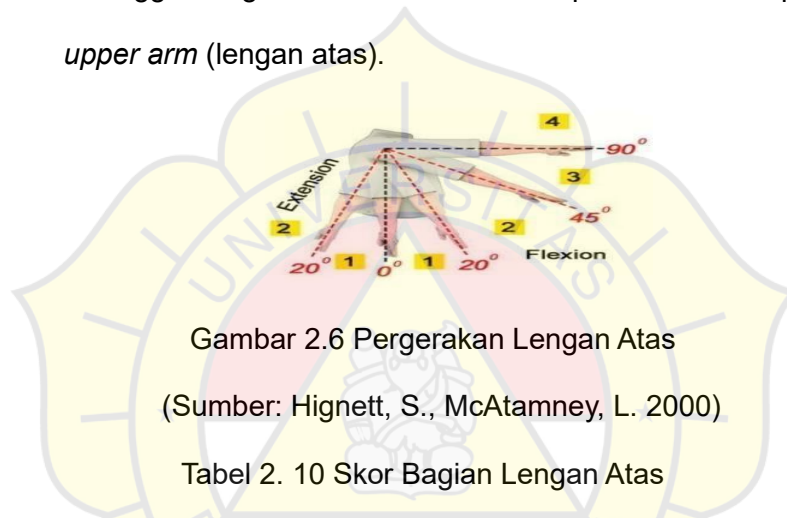 upper arm (lengan atas).
4
90°
3
Extension
45°
2
2
Flexion
20° 1 0° 1 20°
UNIVERSITAS
Gambar 2.6 Pergerakan Lengan Atas
(Sumber: Hignett, S., McAtamney, L. 2000)
Tabel 2. 10 Skor Bagian Lengan Atas